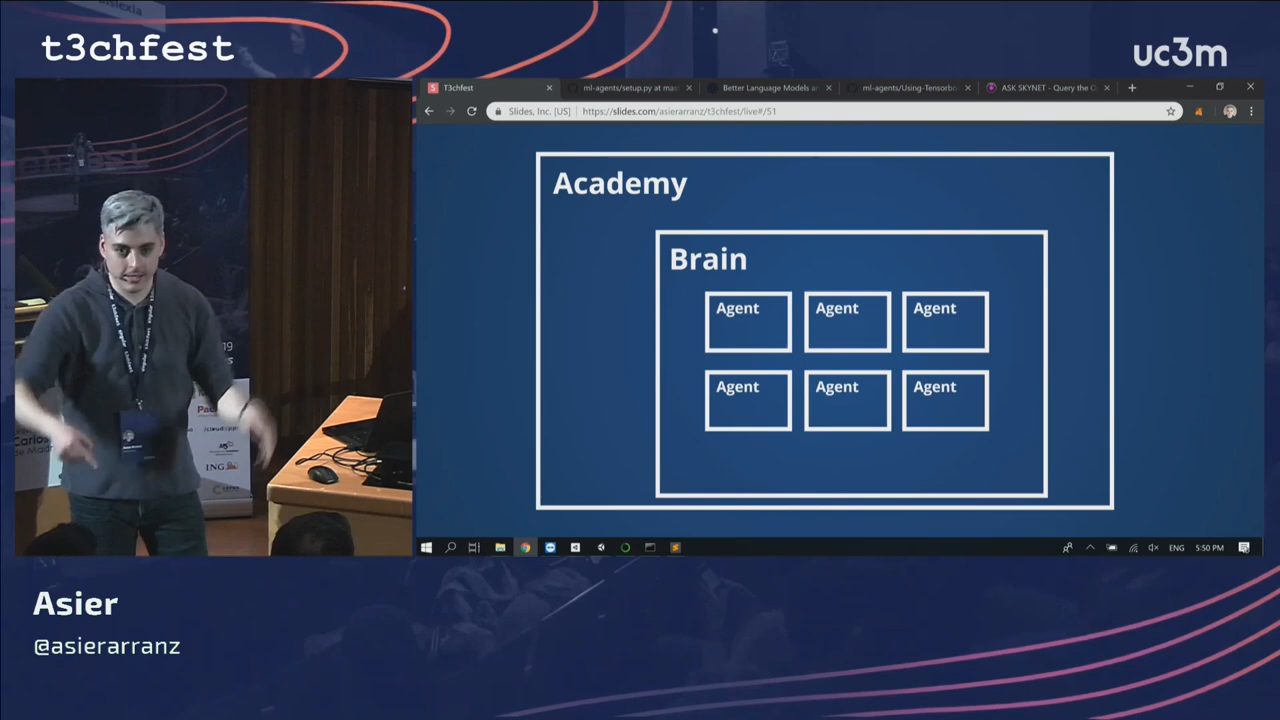 t3chfest
uc3m
T3chfest
ml-agents/setup.py at mas
Better Language Models an
ml-agents/Using-Tensorbo
ASK SKYNET - Query the O
Slides, Inc. [US]
https://slides.com/asierarranz/t3chfest/live#/51
Academy
Brain
Agent
Agent
Agent
Agent
Agent
Agent
ING
ENG
5:50 PM
Asier
@asierarranz